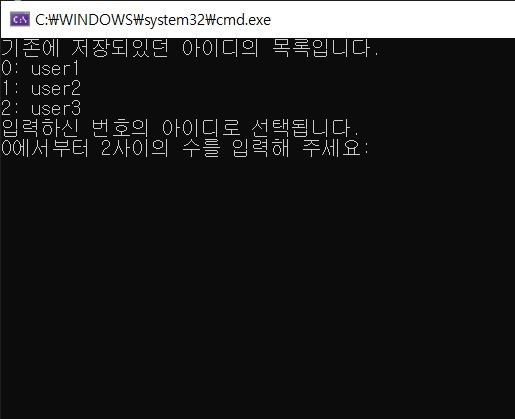 C:₩WINDOWS₩system32₩cmd.exe
기존에 저장되있던 아이디의 목록입니다.
0: user1
1: user2
2: user3
입력하신 번호의 아이디로 선택됩니다.
0에서부터 2사이의 수를 입력해 주세요: